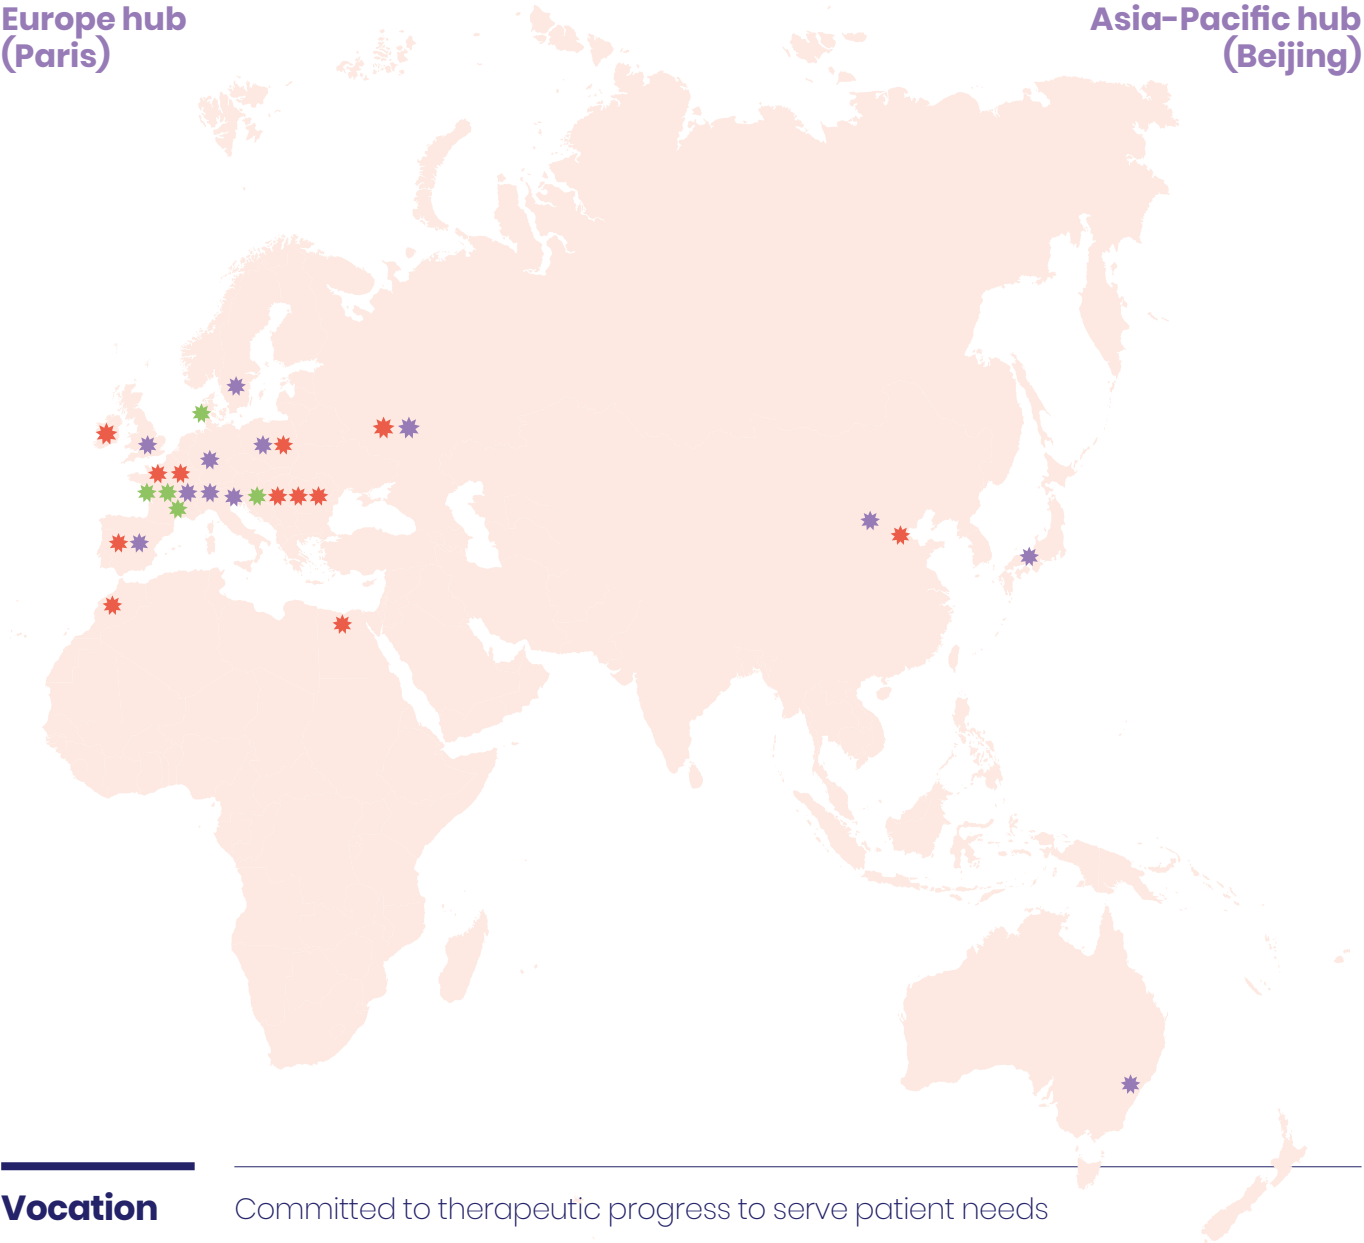 Europe hub
(Paris)
Asia-Pacific hub
(Beijing)
Vocation
Committed to therapeutic progress to serve patient needs